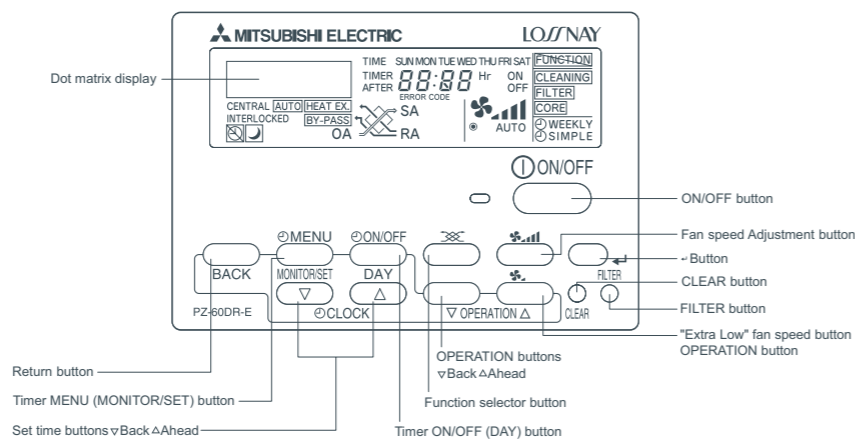 MITSUBISHI ELECTRIC LOSSNAY
Dot matrix display
TIME SUN MON TUE WED THU FRI SAT FUNCTION
TIMER 88:88 Hr ON CLEANING
AFTER OFF FILTER
ERROR CODE
CENTRAL AUTO HEAT EX. SA CORE
INTERLOCKED BY-PASS AUTO WEEKLY
OA RA SIMPLE
ON/OFF
ON/OFF button
MENU ON/OFF
Fan speed Adjustment button
↵Button
BACK MONITOR/SET DAY FILTER
CLEAR button
▽ △
FILTER button
PZ-60DR-E CLOCK ▽ OPERATION △ CLEAR
"Extra Low" fan speed button
OPERATION button
OPERATION buttons
▽Back △Ahead
Return button
Function selector button
Timer MENU (MONITOR/SET) button
Set time buttons ▽Back △Ahead
Timer ON/OFF (DAY) button